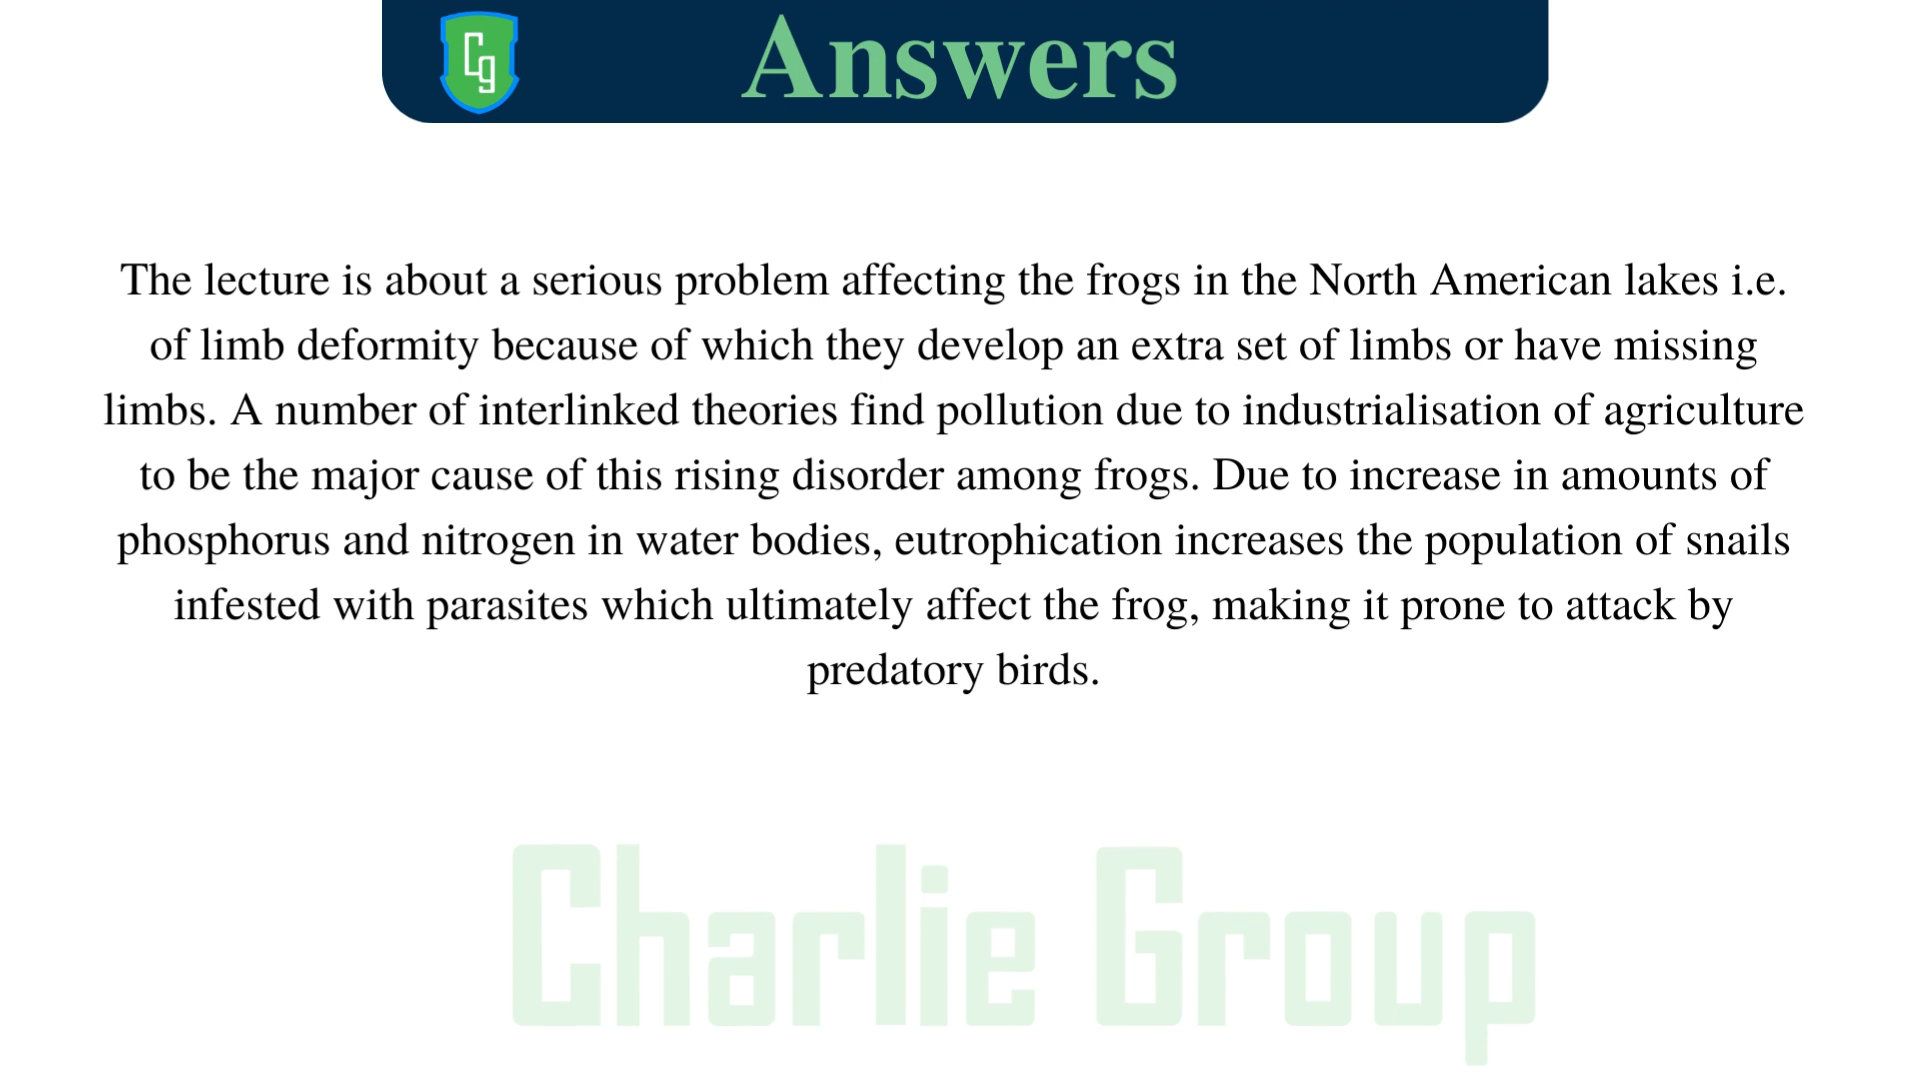 Cg
Answers
The lecture is about a serious problem affecting the frogs in the North American lakes i.e.
of limb deformity because of which they develop an extra set of limbs or have missing
limbs. A number of interlinked theories find pollution due to industrialisation of agriculture
to be the major cause of this rising disorder among frogs. Due to increase in amounts of
phosphorus and nitrogen in water bodies, eutrophication increases the population of snails
infested with parasites which ultimately affect the frog, making it prone to attack by
predatory birds.
Charlie Group